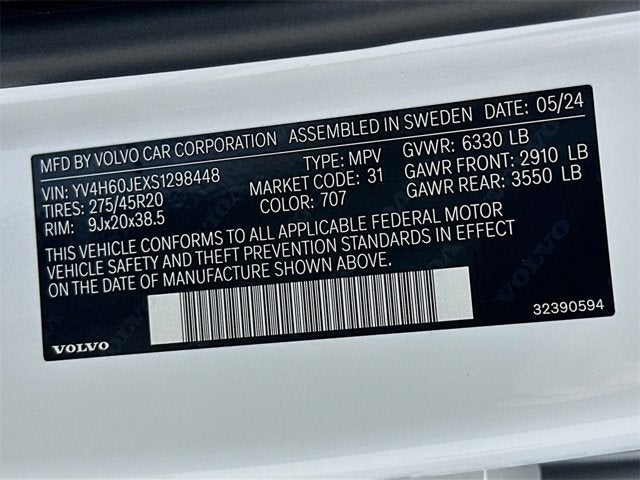 MFD BY VOLVO CAR CORPORATION ASSEMBLED IN SWEDEN DATE: 05/24
VIN: YV4H60JEXS1298448 TYPE: MPV GVWR: 6330 LB
TIRES: 275/45R20 MARKET CODE: 31 GAWR FRONT: 2910 LB
RIM: 9Jx20x38.5 COLOR: 707 GAWR REAR: 3550 LB
THIS VEHICLE CONFORMS TO ALL APPLICABLE FEDERAL MOTOR
VEHICLE SAFETY AND THEFT PREVENTION STANDARDS IN EFFECT
ON THE DATE OF MANUFACTURE SHOWN ABOVE.
VOLVO 32390594